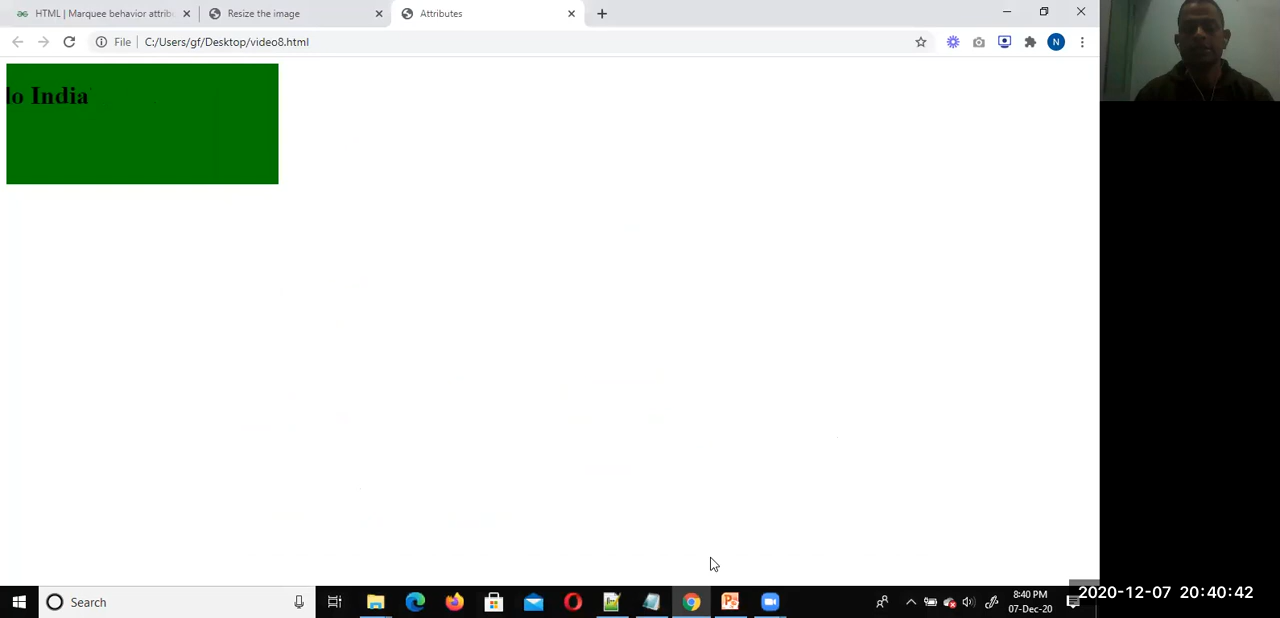 HTML | Marquee behavior attrib
Resize the image
Attributes
File
C:/Users/gf/Desktop/video8.html
N
lo India
Search
8:40 PM
07-Dec-20
2020-12-07 20:40:42